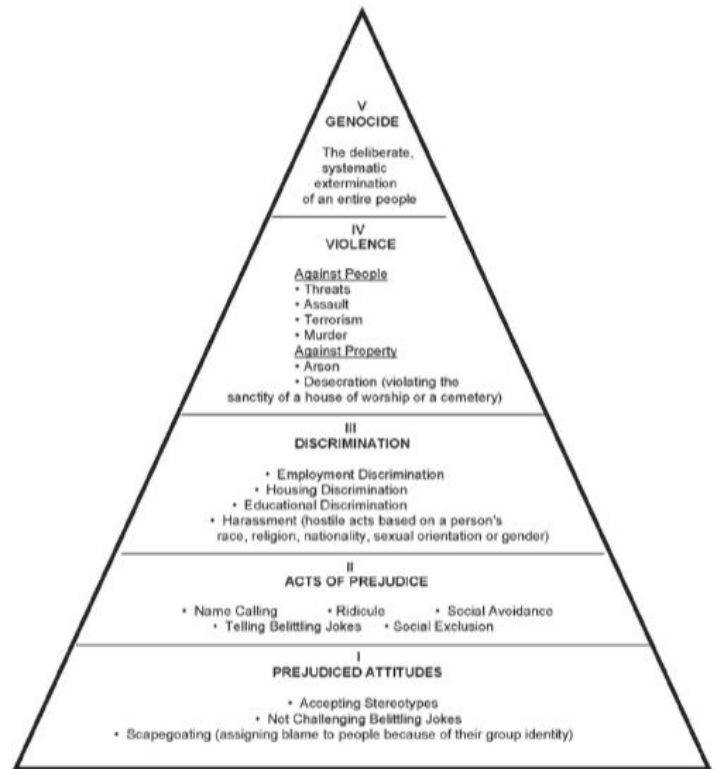 V
GENOCIDE
The deliberate,
systematic
extermination
of an entire people
IV
VIOLENCE
Against People
• Threats
• Assault
• Terrorism
• Murder
Against Property
• Arson
• Desecration (violating the
sanctity of a house of worship or a cemetery)
III
DISCRIMINATION
• Employment Discrimination
• Housing Discrimination
• Educational Discrimination
• Harassment (hostile acts based on a person's
race, religion, nationality, sexual orientation or gender)
II
ACTS OF PREJUDICE
• Name Calling • Ridicule • Social Avoidance
• Telling Belittling Jokes • Social Exclusion
I
PREJUDICED ATTITUDES
• Accepting Stereotypes
• Not Challenging Belittling Jokes
• Scapegoating (assigning blame to people because of their group identity)